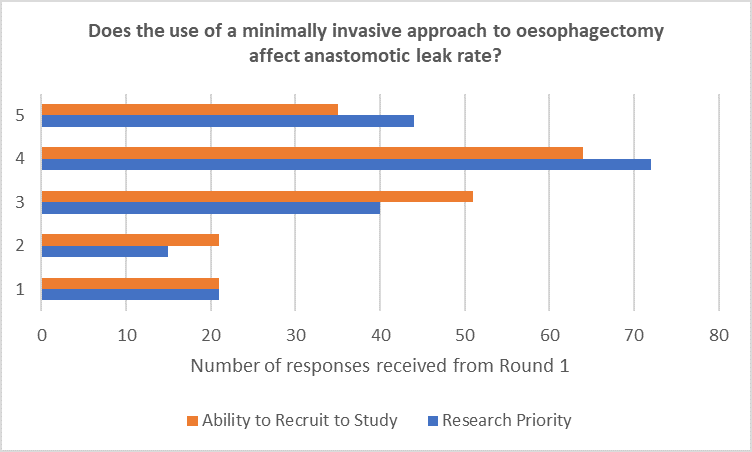 Does the use of a minimally invasive approach to oesophagectomy
affect anastomotic leak rate?
5
4
3
2
1
0 10 20 30 40 50 60 70 80
Number of responses received from Round 1
Ability to Recruit to Study Research Priority